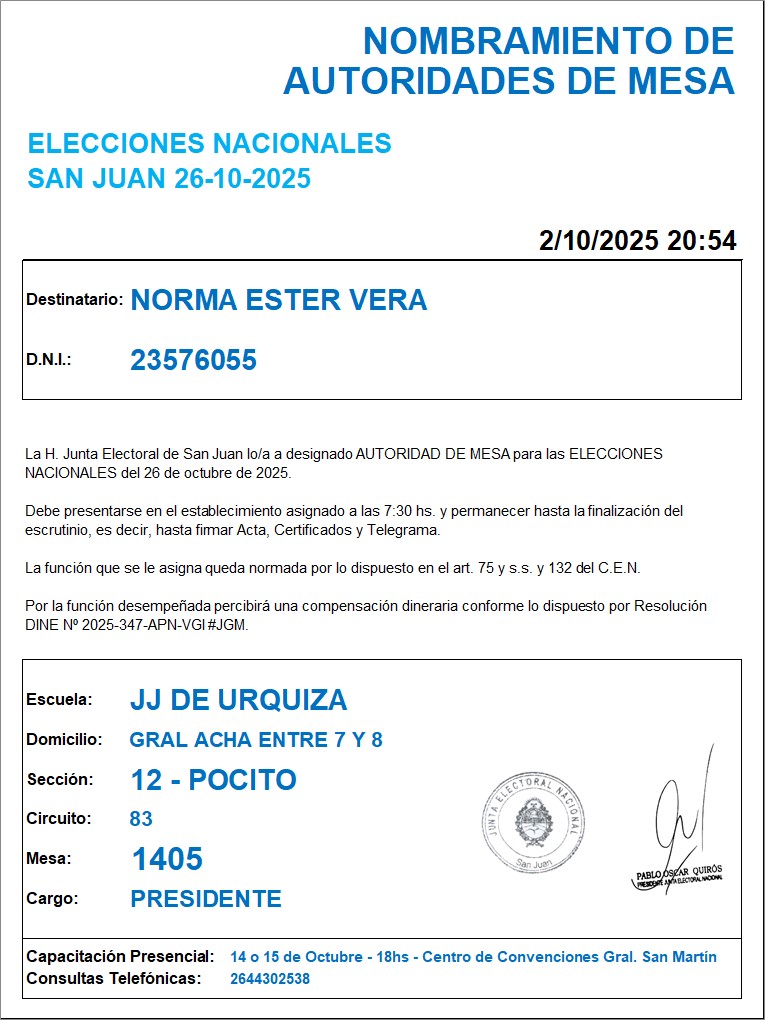 NOMBRAMIENTO DE
AUTORIDADES DE MESA
ELECCIONES NACIONALES
SAN JUAN 26-10-2025
2/10/2025 20:54
Destinatario: NORMA ESTER VERA
D.N.I.: 23576055
La H. Junta Electoral de San Juan lo/a a designado AUTORIDAD DE MESA para las ELECCIONES
NACIONALES del 26 de octubre de 2025.
Debe presentarse en el establecimiento asignado a las 7:30 hs. y permanecer hasta la finalización del
escrutinio, es decir, hasta firmar Acta, Certificados y Telegrama.
La función que se le asigna queda normada por lo dispuesto en el art. 75 y s.s. y 132 del C.E.N.
Por la función desempeñada percibirá una compensación dineraria conforme lo dispuesto por Resolución
DINE Nº 2025-347-APN-VGI#JGM.
Escuela: JJ DE URQUIZA
Domicilio: GRAL ACHA ENTRE 7 Y 8
Sección: 12 - POCITO
Circuito: 83
Mesa: 1405
Cargo: PRESIDENTE
JUNTA ELECTORAL NACIONAL
San Juan
PABLO OSCAR QUIRÓS
PRESIDENTE JUNTA ELECTORAL NACIONAL
Capacitación Presencial: 14 o 15 de Octubre - 18hs - Centro de Convenciones Gral. San Martín
Consultas Telefónicas: 2644302538